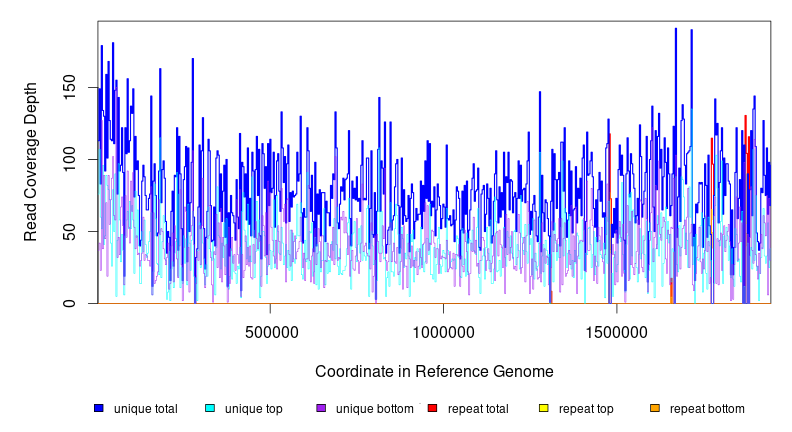 Read Coverage Depth
150
100
50
0
500000 1000000 1500000
Coordinate in Reference Genome
unique total unique top unique bottom repeat total repeat top repeat bottom